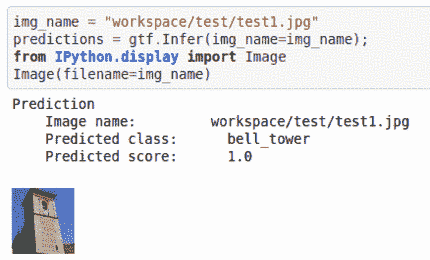 img_name = "workspace/test/test1.jpg"
predictions = gtf.Infer(img_name=img_name);
from IPython.display import Image
Image(filename=img_name)
Prediction
Image name: workspace/test/test1.jpg
Predicted class: bell_tower
Predicted score: 1.0